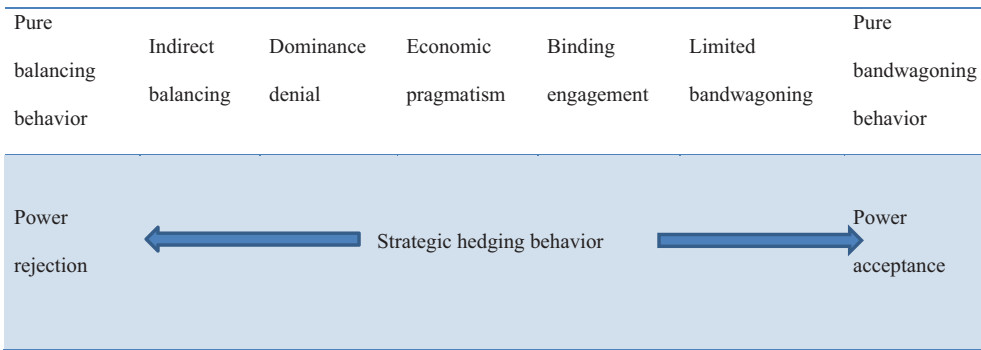 Pure
balancing
behavior
Indirect
balancing
Dominance
denial
Economic
pragmatism
Binding
engagement
Limited
bandwagoning
Pure
bandwagoning
behavior
Power
rejection
Strategic hedging behavior
Power
acceptance